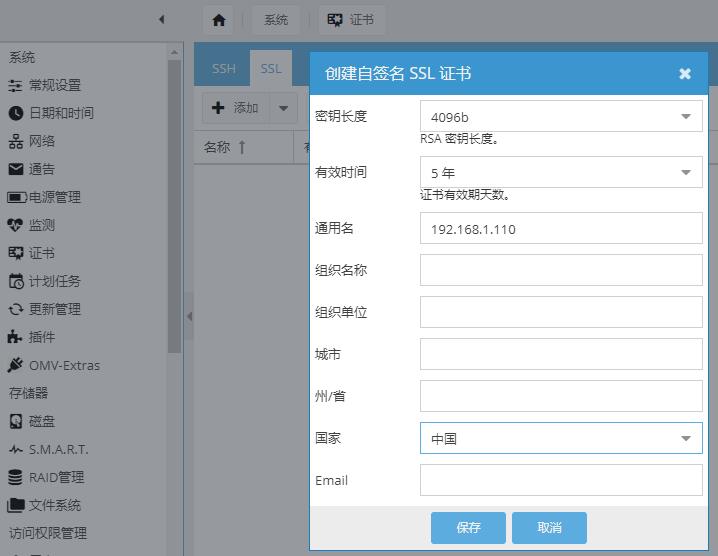 系统
证书
系统
常规设置
日期和时间
网络
通告
电源管理
监测
证书
计划任务
更新管理
插件
OMV-Extras
存储器
磁盘
S.M.A.R.T.
RAID管理
文件系统
访问权限管理
SSH
SSL
添加
名称
创建自签名 SSL 证书
密钥长度
4096b
RSA 密钥长度。
有效时间
5 年
证书有效期天数。
通用名
192.168.1.110
组织名称
组织单位
城市
州/省
国家
中国
Email
保存
取消